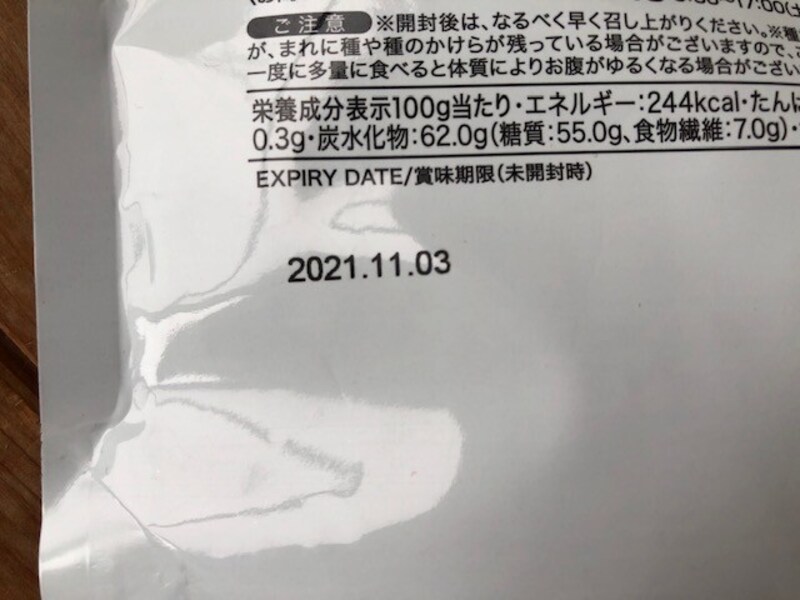 ご注意 ※開封後は、なるべく早く召し上がりください。※種
が、まれに種や種のかけらが残っている場合がございますので、
一度に多量に食べると体質によりお腹がゆるくなる場合がござい
栄養成分表示100g当たり・エネルギー:244kcal・たん
0.3g・炭水化物:62.0g(糖質:55.0g、食物繊維:7.0g)・
EXPIRY DATE/賞味期限(未開封時)
2021.11.03